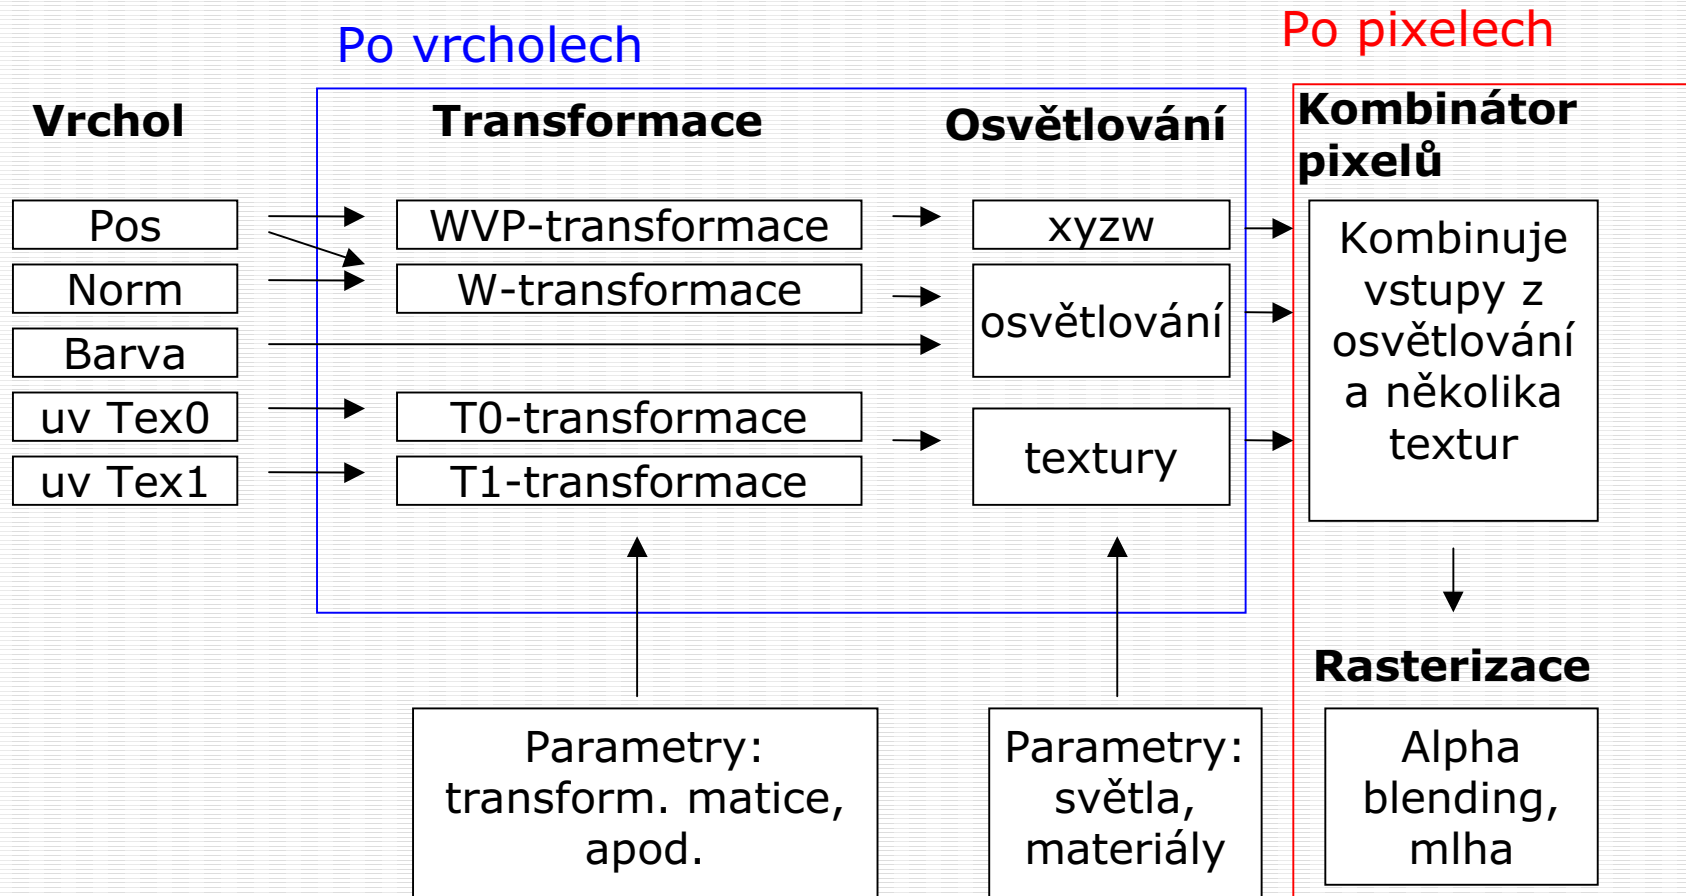 Po vrcholech
Po pixelech
Vrchol
Transformace
Osvětlování
Kombinátor
pixelů
Pos
WVP-transformace
xyzw
Norm
W-transformace
osvětlování
Barva
uv Tex0
T0-transformace
textury
uv Tex1
T1-transformace
Kombinuje
vstupy z
osvětlování
a několika
textur
Rasterizace
Parametry:
transform. matice,
apod.
Parametry:
světla,
materiály
Alpha
blending,
mlha